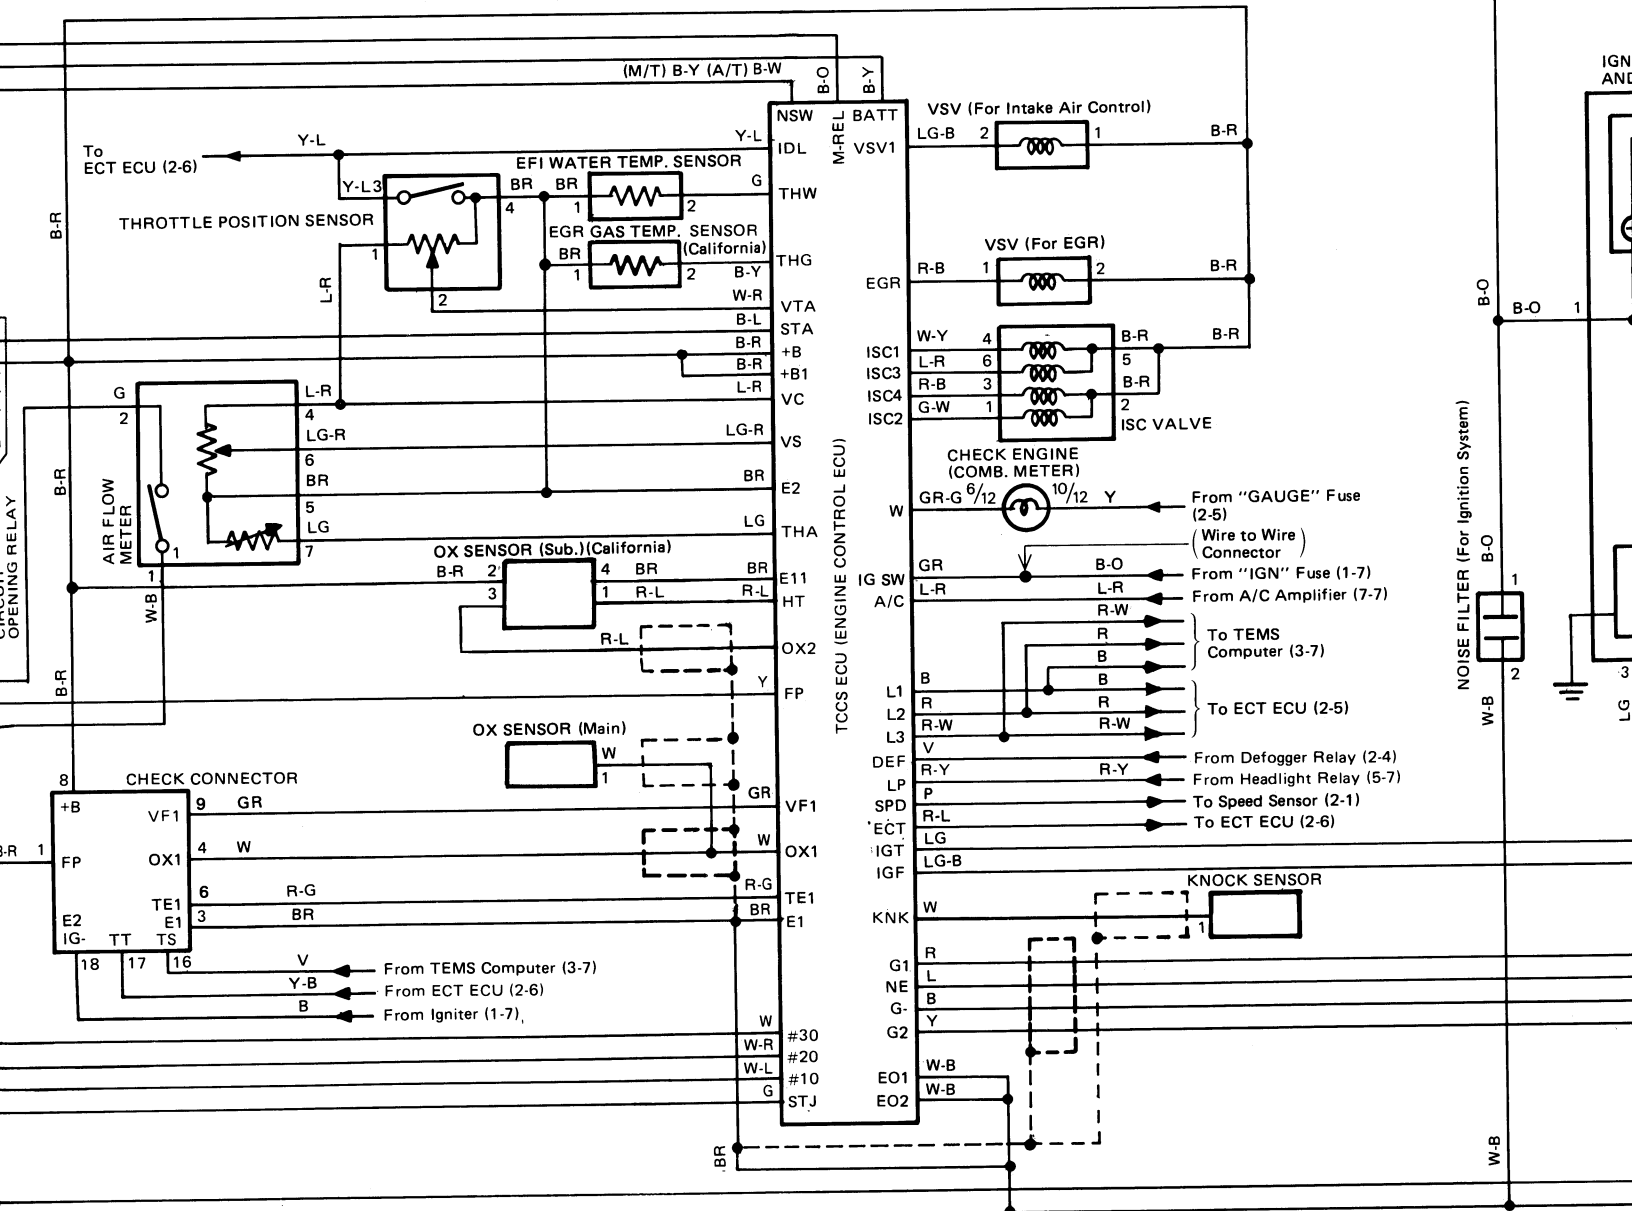 (M/T) B-Y (A/T) B-W
B-O
B-Y
IGN
AND
NSW
M-REL
BATT
VSV (For Intake Air Control)
LG-B 2
1
B-R
VSV1
To
ECT ECU (2-6)
Y-L
Y-L
IDL
EFI WATER TEMP. SENSOR
Y-L 3
BR
4
BR
1
2
G
THW
THROTTLE POSITION SENSOR
B-R
1
L-R
2
EGR GAS TEMP. SENSOR
(California)
BR
1
2
B-Y
THG
VSV (For EGR)
R-B
1
2
B-R
EGR
W-R
VTA
B-L
STA
B-R
+B
B-R
+B1
L-R
VC
W-Y 4
ISC1
L-R 6
ISC3
R-B 3
ISC4
G-W 1
ISC2
B-R
5
B-R
2
B-R
ISC VALVE
B-O
B-O 1
G
2
L-R
4
LG-R
6
BR
5
LG
7
LG-R
VS
BR
E2
LG
THA
AIR FLOW
METER
1
1
W-B
B-R
OPENING RELAY
TCCS ECU (ENGINE CONTROL ECU)
CHECK ENGINE
(COMB. METER)
W
GR-G 6/12
10/12 Y
From "GAUGE" Fuse
(2-5)
(Wire to Wire
Connector)
GR
IG SW
B-O
From "IGN" Fuse (1-7)
L-R
A/C
L-R
From A/C Amplifier (7-7)
R-W
R
B
To TEMS
Computer (3-7)
B
L1
B
R
L2
R
To ECT ECU (2-5)
R-W
L3
R-W
V
DEF
From Defogger Relay (2-4)
R-Y
LP
R-Y
From Headlight Relay (5-7)
P
SPD
To Speed Sensor (2-1)
R-L
ECT
To ECT ECU (2-6)
LG
IGT
LG-B
IGF
NOISE FILTER (For Ignition System)
B-O
1
2
W-B
3
LG
OX SENSOR (Sub.)(California)
B-R 2
3
4 BR
1 R-L
BR
E11
R-L
HT
R-L
OX2
Y
FP
B-R
OX SENSOR (Main)
W
1
CHECK CONNECTOR
8
+B
VF1
9 GR
GR
VF1
B-R 1
FP
OX1
4 W
W
OX1
TE1
6
R-G
R-G
TE1
E2
E1
3
BR
BR
E1
IG-
TT
TS
18
17
16
V
From TEMS Computer (3-7)
Y-B
From ECT ECU (2-6)
B
From Igniter (1-7)
KNOCK SENSOR
KNK
W
1
R
G1
L
NE
B
G-
Y
G2
W
#30
W-R
#20
W-L
#10
G
STJ
W-B
EO1
W-B
EO2
BR
W-B